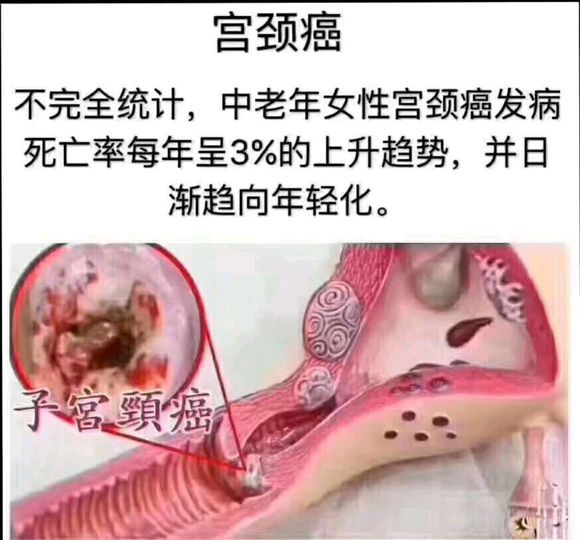 宫颈癌
不完全统计，中老年女性宫颈癌发病
死亡率每年呈3%的上升趋势，并日
渐趋向年轻化。
子宮頸癌